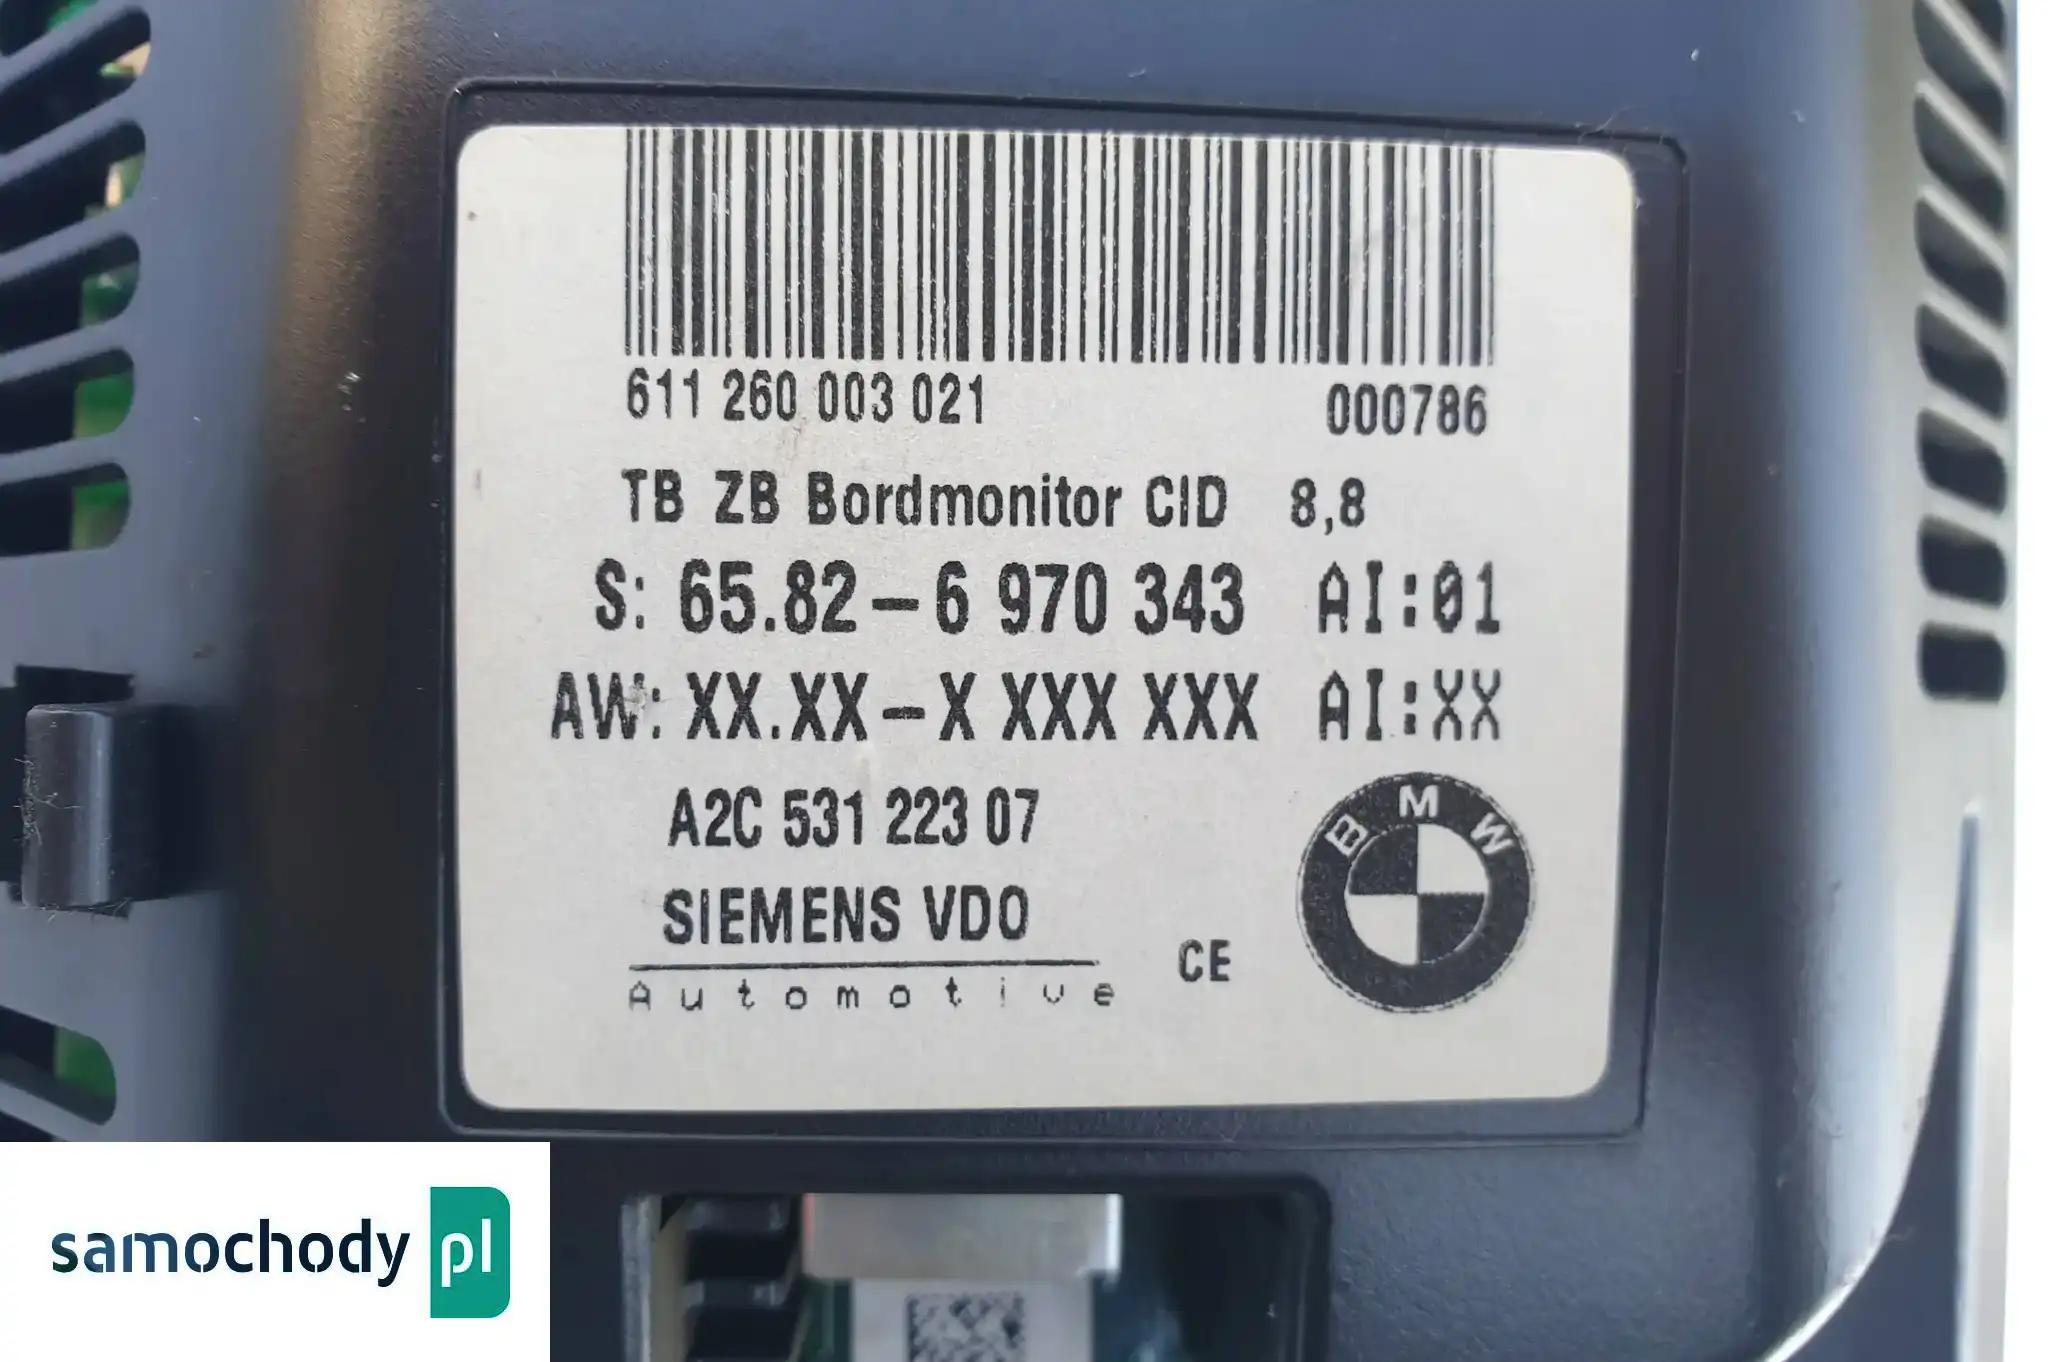 611 260 003 021 000786
TB ZB Bordmonitor CID 8,8
S: 65.82-6 970 343 AI:01
AW: XX.XX-X XXX XXX AI:XX
A2C 531 223 07
BMW
SIEMENS VDO
CE
Automotive
samochody pl